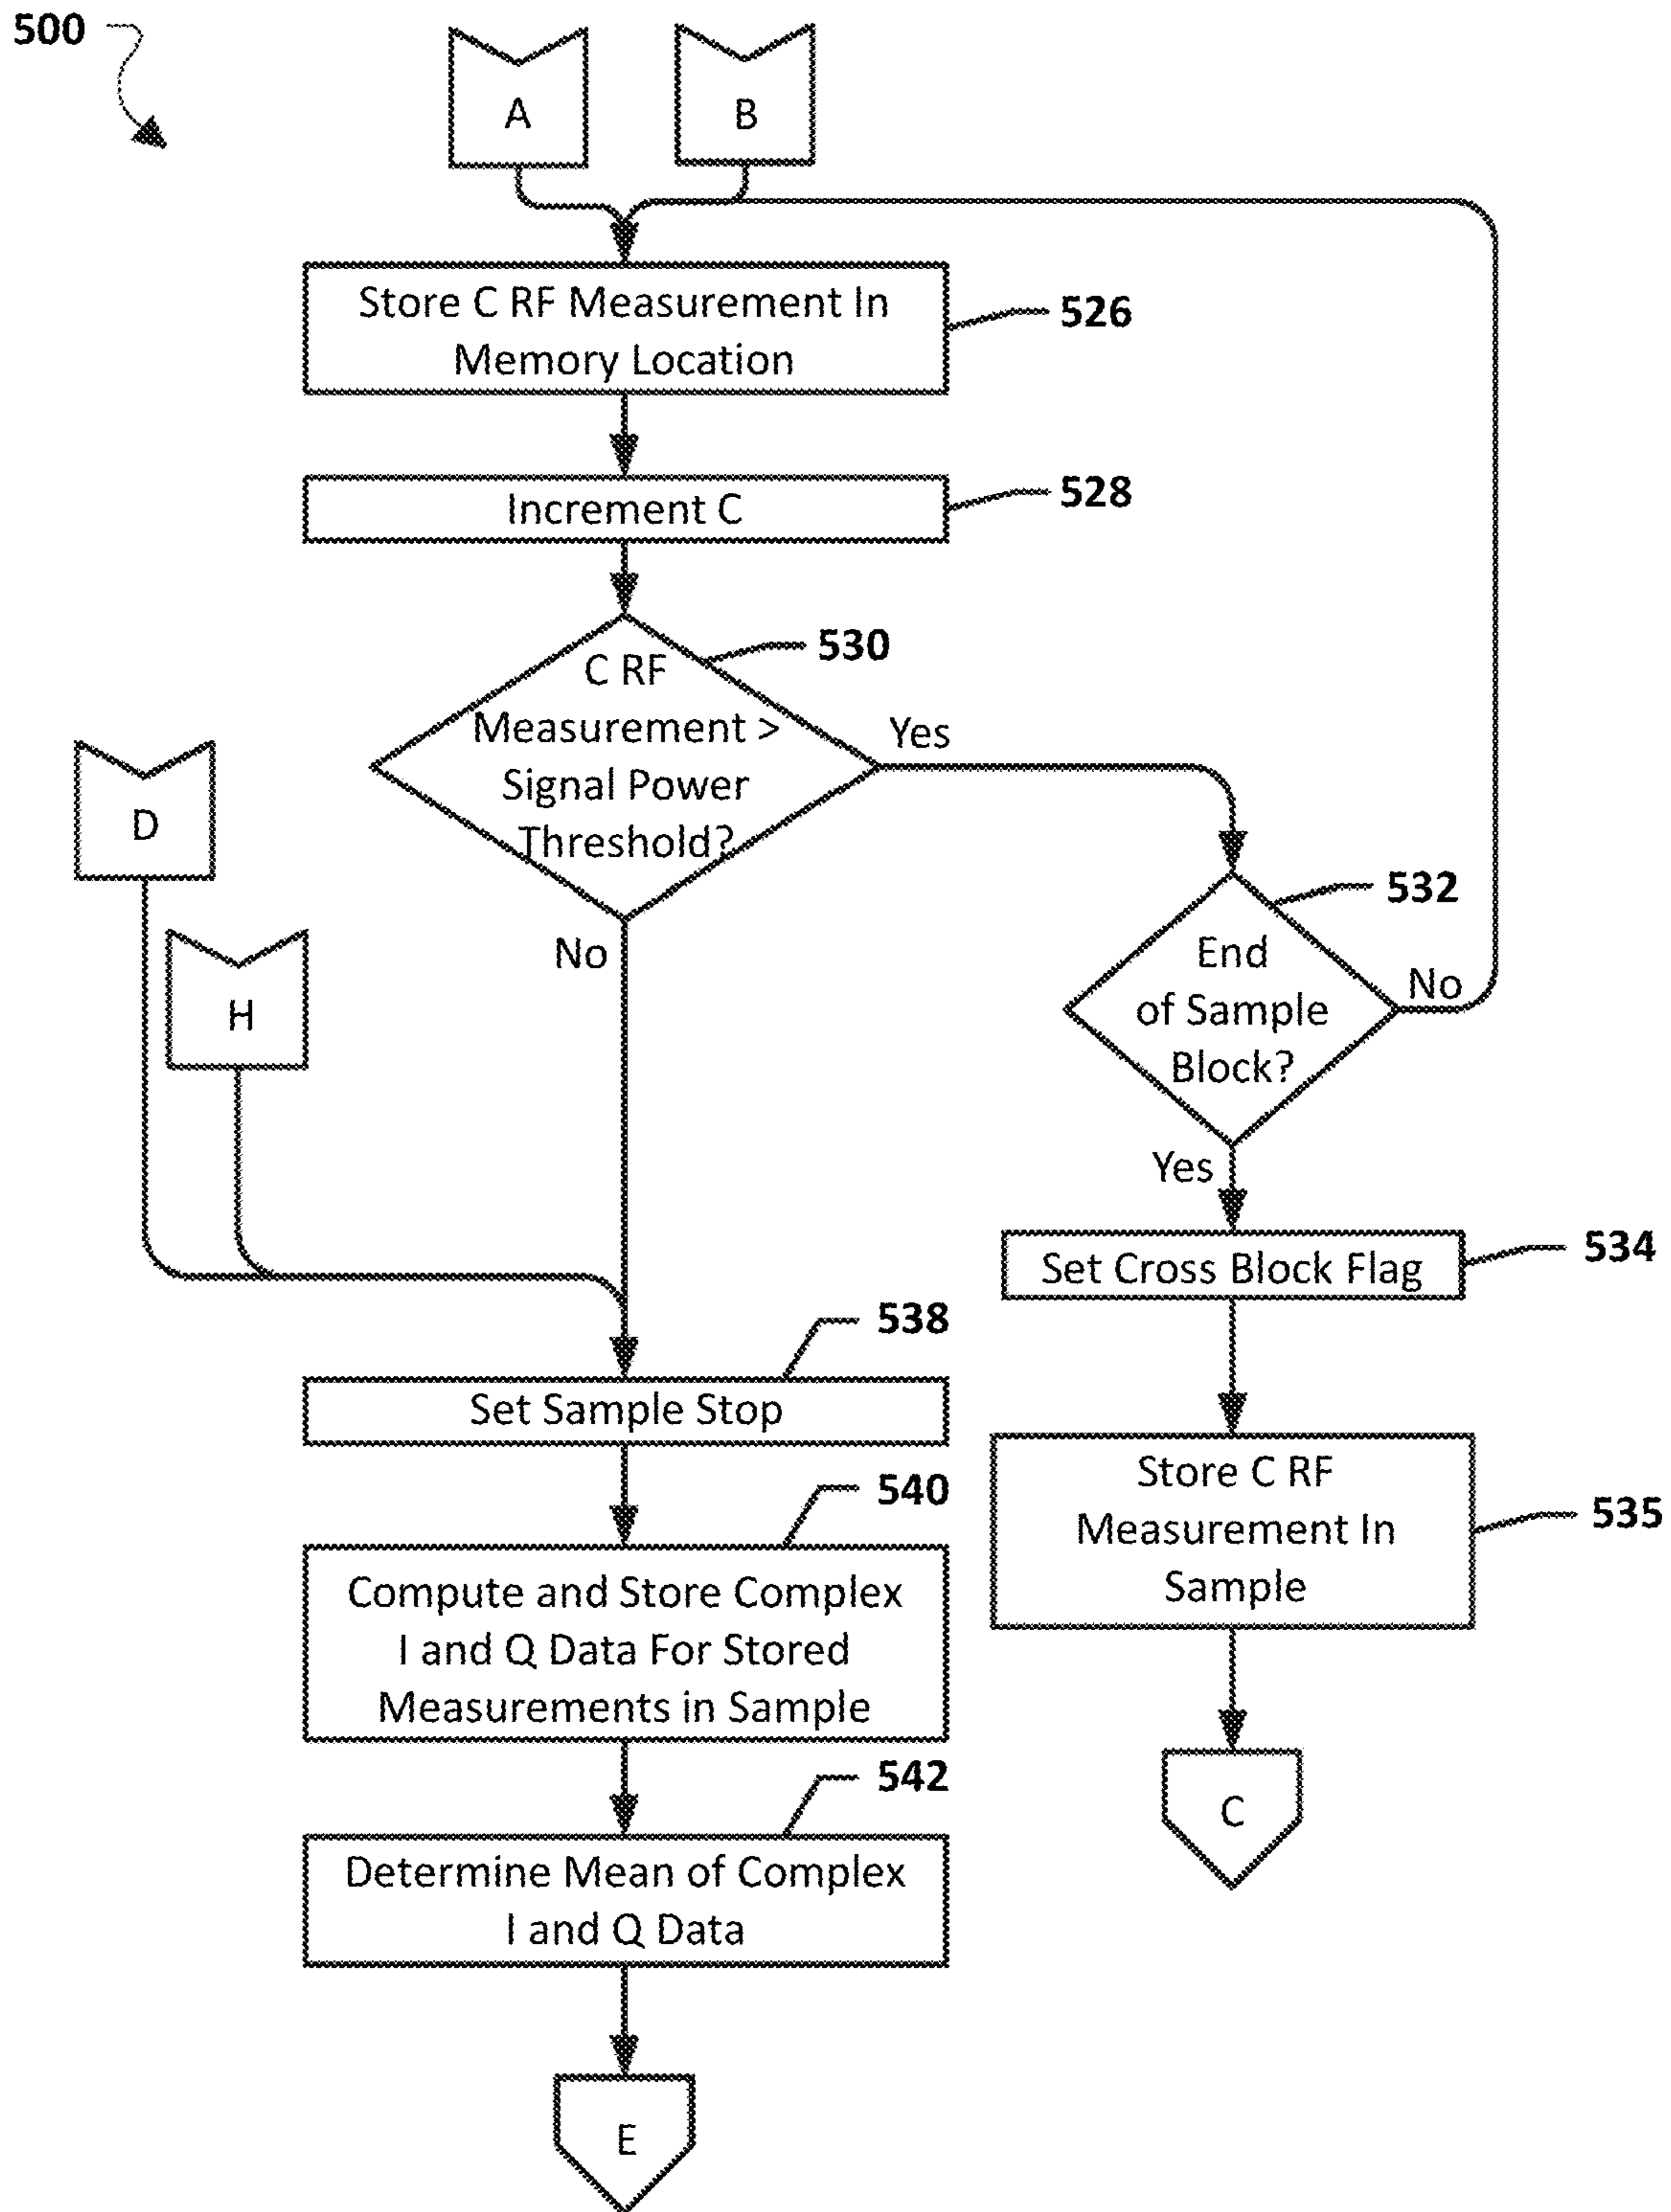 500
A
B
Store C RF Measurement In
Memory Location
526
Increment C
528
530
C RF
Measurement >
Signal Power
Threshold?
Yes
D
532
End
of Sample
Block?
No
No
H
Yes
Set Cross Block Flag
534
538
Set Sample Stop
Store C RF
Measurement In
Sample
535
540
Compute and Store Complex
I and Q Data For Stored
Measurements in Sample
542
C
Determine Mean of Complex
I and Q Data
E